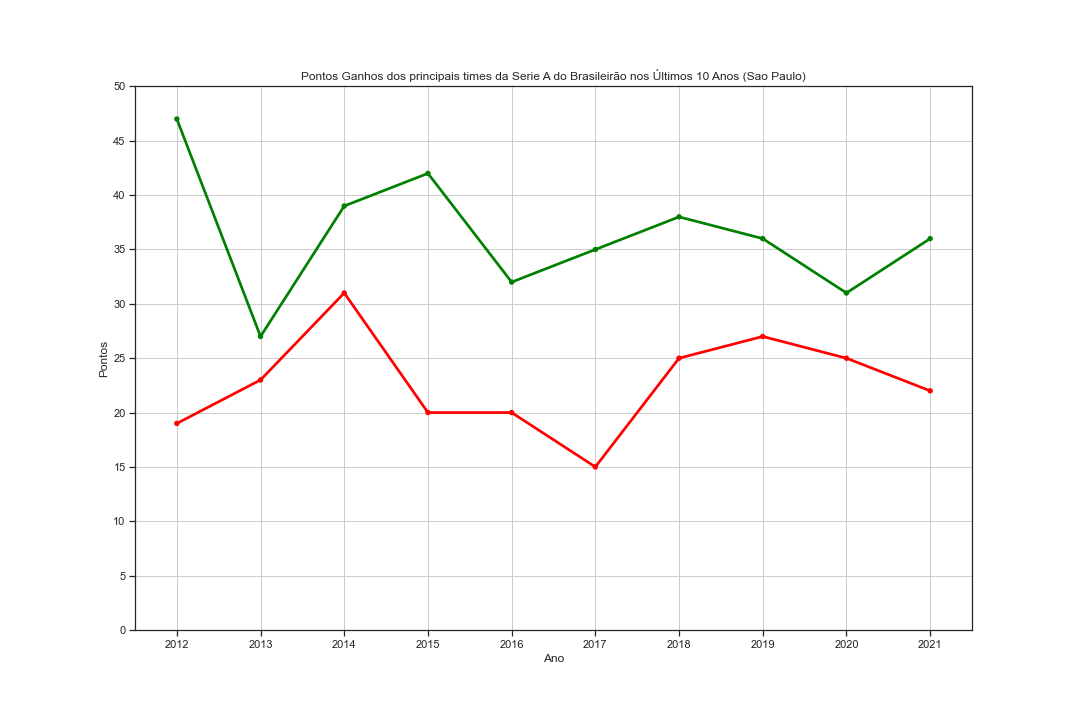 Pontos Ganhos dos principais times da Serie A do Brasileirão nos Últimos 10 Anos (Sao Paulo)
50
45
40
35
30
25
20
15
10
5
0
Pontos
2012 2013 2014 2015 2016 2017 2018 2019 2020 2021
Ano